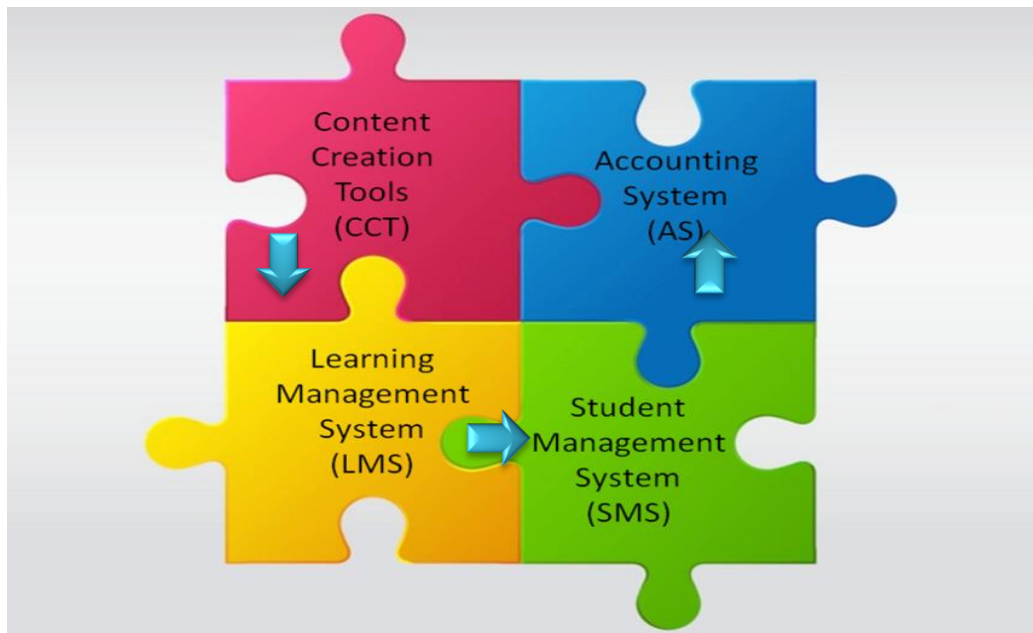 Content
Creation
Tools
(CCT)
Accounting
System
(AS)
Learning
Management
System
(LMS)
Student
Management
System
(SMS)